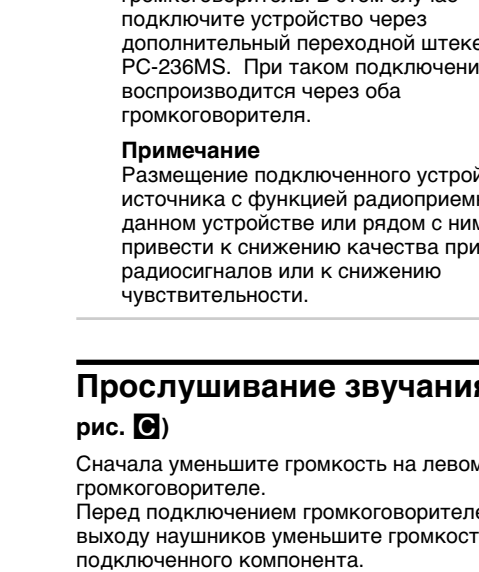 громкоговоритель. В этом случае
подключите устройство через
дополнительный переходной штеке
PC-236MS. При таком подключени
воспроизводится через оба
громкоговорителя.
Примечание
Размещение подключенного устрой
источника с функцией радиоприемн
данном устройстве или рядом с ним
привести к снижению качества при
радиосигналов или к снижению
чувствительности.
Прослушивание звучания
рис. C)
Сначала уменьшите громкость на левом
громкоговорителе.
Перед подключением громкоговорителе
выходу наушников уменьшите громкост
подключенного компонента.